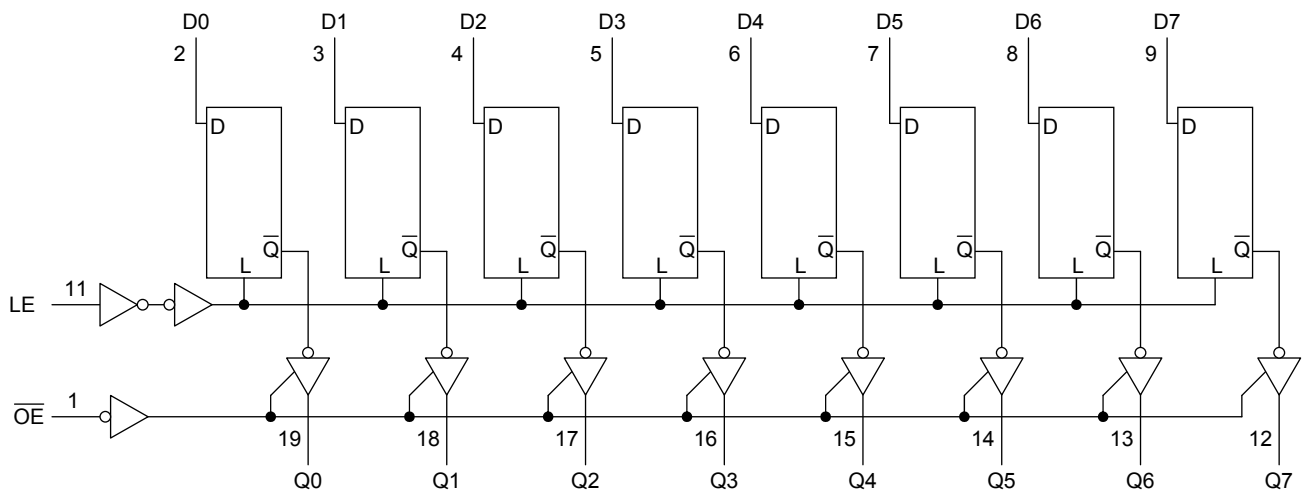 D0 D1 D2 D3 D4 D5 D6 D7
2 3 4 5 6 7 8 9
D D D D D D D D
Q̅ Q̅ Q̅ Q̅ Q̅ Q̅ Q̅ Q̅
L L L L L L L L
LE 11
O̅E̅ 1
19 18 17 16 15 14 13 12
Q0 Q1 Q2 Q3 Q4 Q5 Q6 Q7